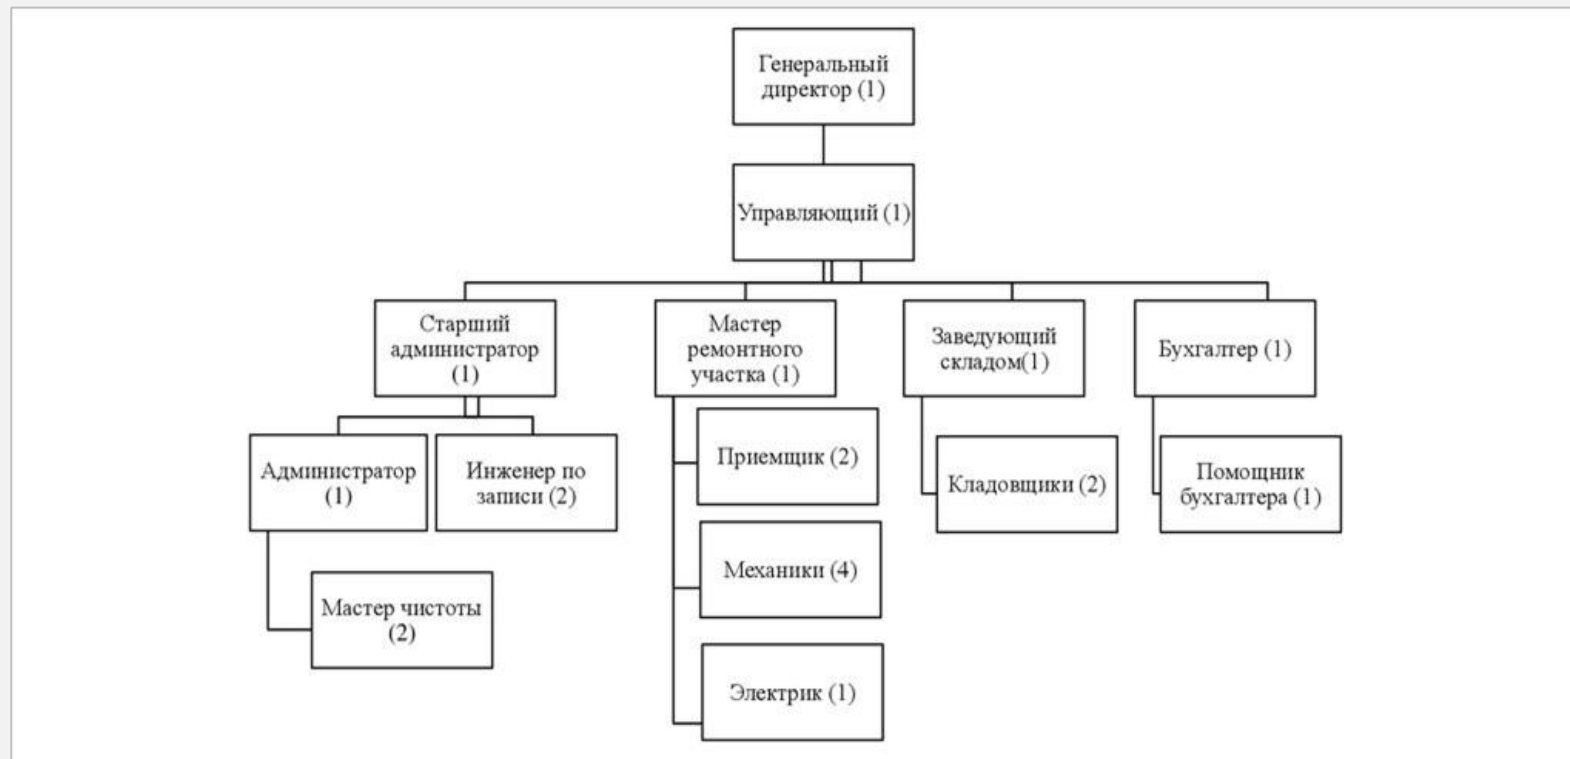 Генеральный
директор (1)
Управляющий (1)
Старший
администратор
(1)
Мастер
ремонтного
участка (1)
Заведующий
складом(1)
Бухгалтер (1)
Администратор
(1)
Инженер по
записи (2)
Приемщик (2)
Кладовщики (2)
Помощник
бухгалтера (1)
Механики (4)
Мастер чистоты
(2)
Электрик (1)